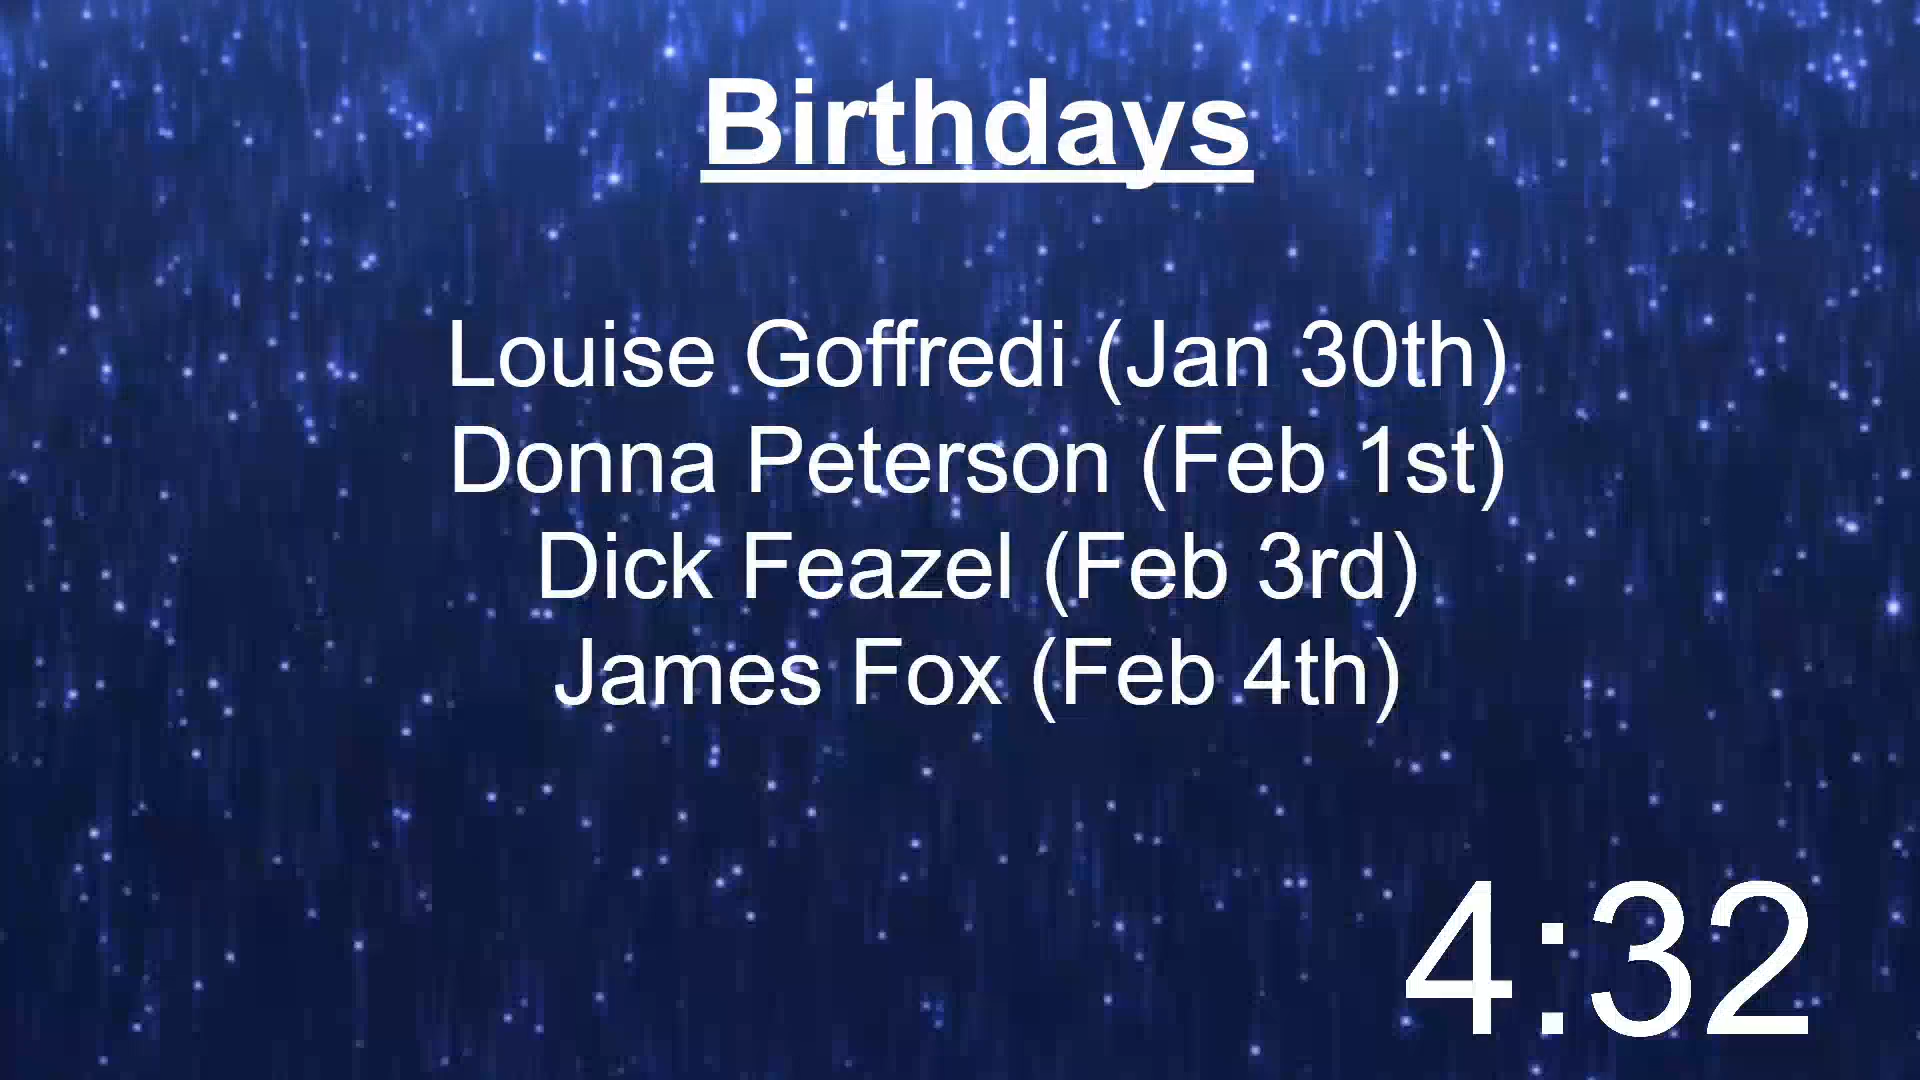 Birthdays
Louise Goffredi (Jan 30th)
Donna Peterson (Feb 1st)
Dick Feazel (Feb 3rd)
James Fox (Feb 4th)
4:32